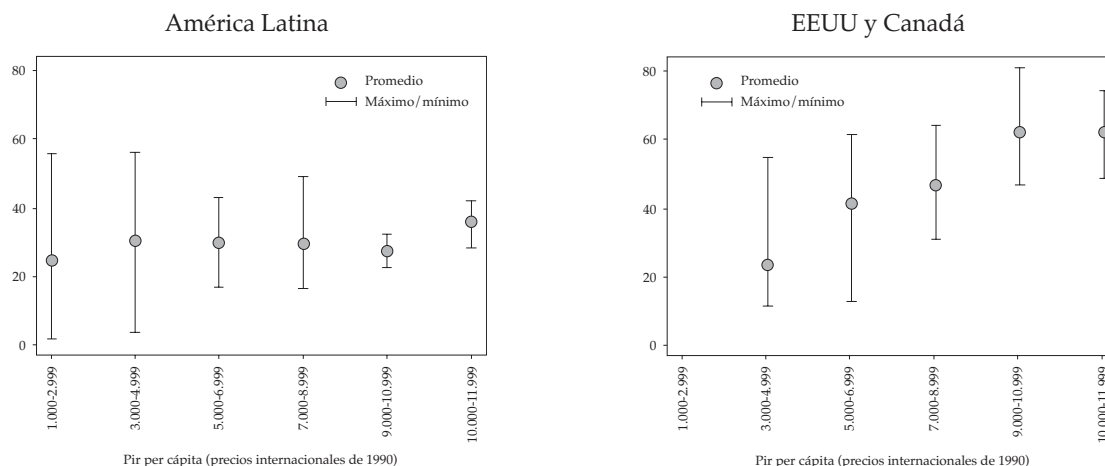 América Latina
80
60
40
20
0
Promedio
Máximo/mínimo
1.000-2.999
3.000-4.999
5.000-6.999
7.000-8.999
9.000-10.999
10.000-11.999
Pir per cápita (precios internacionales de 1990)
EEUU y Canadá
80
60
40
20
0
Promedio
Máximo/mínimo
1.000-2.999
3.000-4.999
5.000-6.999
7.000-8.999
9.000-10.999
10.000-11.999
Pir per cápita (precios internacionales de 1990)